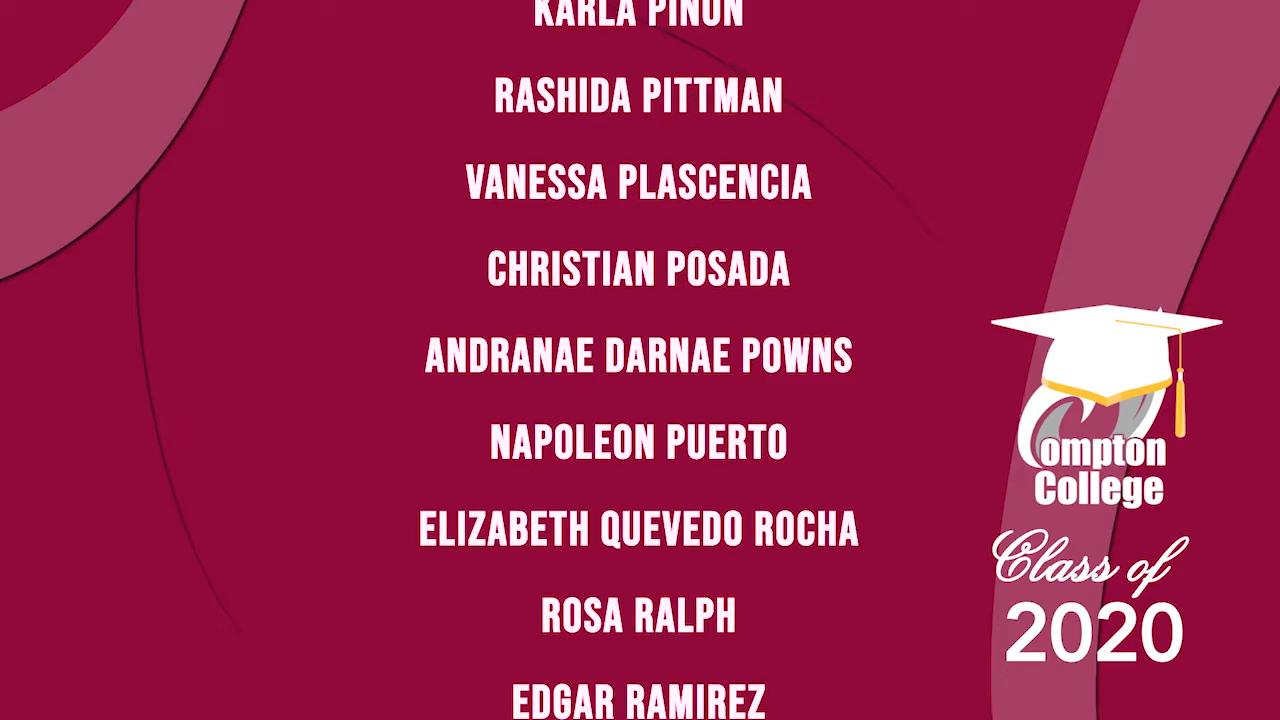 KARLA PINON
RASHIDA PITTMAN
VANESSA PLASCENCIA
CHRISTIAN POSADA
ANDRANAE DARNAE POWNS
NAPOLEON PUERTO
ELIZABETH QUEVEDO ROCHA
ROSA RALPH
EDGAR RAMIREZ
Compton
College
Class of
2020